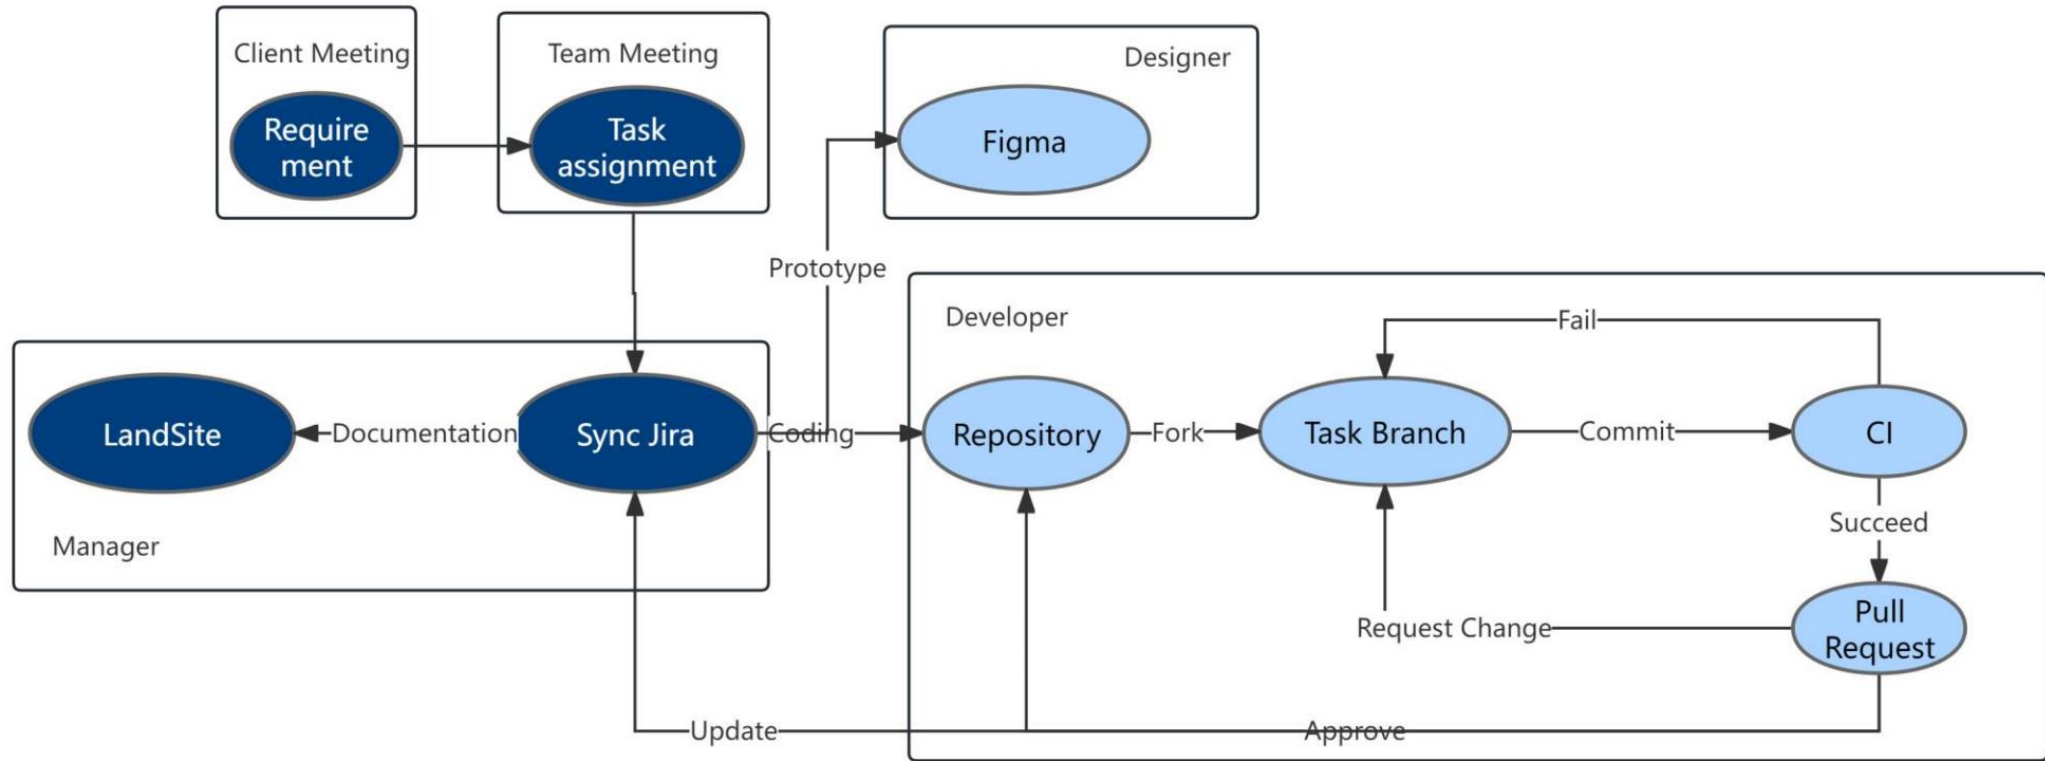 Client Meeting
Team Meeting
Designer
Require
ment
Task
assignment
Figma
Prototype
Developer
Fail
LandSite
Documentation
Sync Jira
Coding
Repository
Fork
Task Branch
Commit
CI
Succeed
Manager
Request Change
Pull
Request
Update
Approve